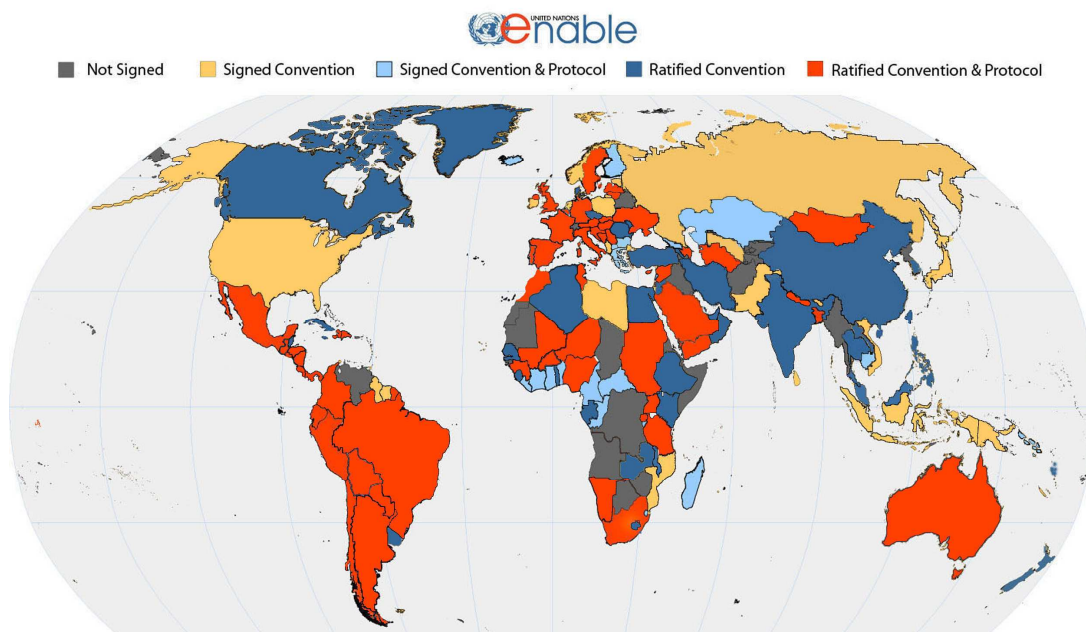 UNITED NATIONS
enable
Not Signed
Signed Convention
Signed Convention & Protocol
Ratified Convention
Ratified Convention & Protocol